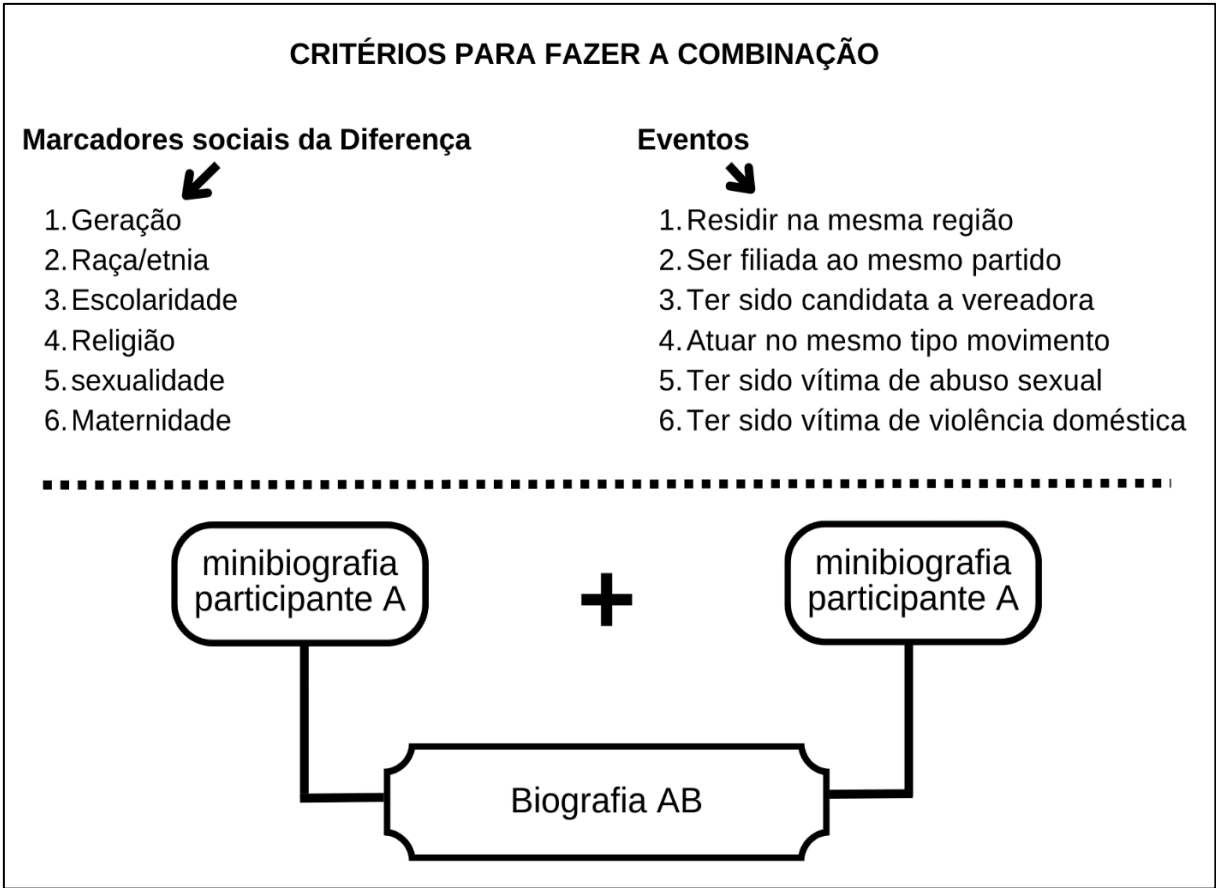 CRITÉRIOS PARA FAZER A COMBINAÇÃO
Marcadores sociais da Diferença
1. Geração
2. Raça/etnia
3. Escolaridade
4. Religião
5. sexualidade
6. Maternidade
Eventos
1. Residir na mesma região
2. Ser filiada ao mesmo partido
3. Ter sido candidata a vereadora
4. Atuar no mesmo tipo movimento
5. Ter sido vítima de abuso sexual
6. Ter sido vítima de violência doméstica
minibiografia
participante A
+
minibiografia
participante A
Biografia AB